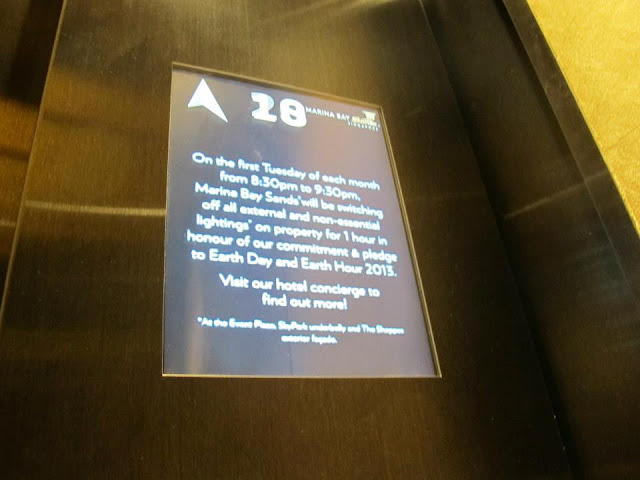 28 MARINA BAY Sands
SINGAPORE
On the first Tuesday of each month
from 8:30pm to 9:30pm,
Marina Bay Sands will be switching
off all external and non-essential
lightings* on property for 1 hour in
honour of our commitment & pledge
to Earth Day and Earth Hour 2013.
Visit our hotel concierge to
find out more!
*At the Event Plaza, SkyPark underbelly and The Shoppes
exterior façade.